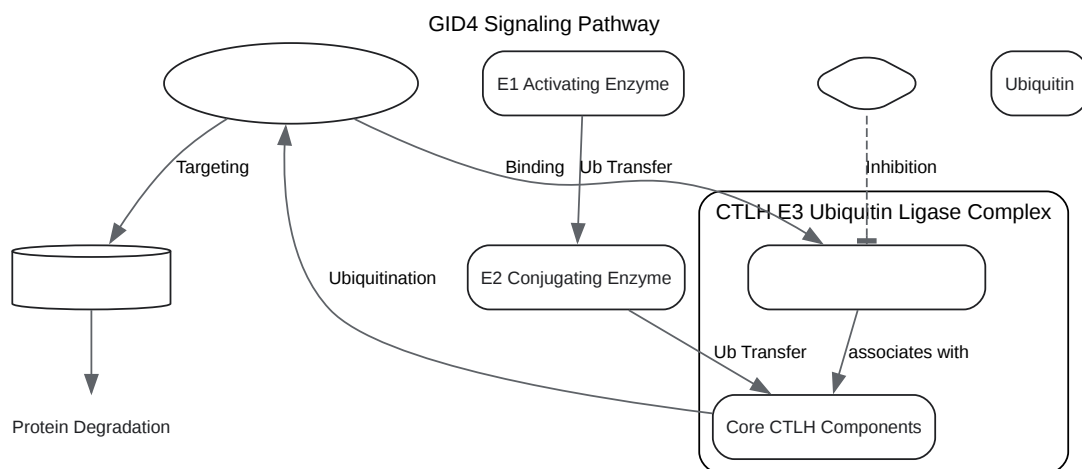 GID4 Signaling Pathway
E1 Activating Enzyme
Ubiquitin
Targeting
Binding
Ub Transfer
Inhibition
CTLH E3 Ubiquitin Ligase Complex
Ubiquitination
E2 Conjugating Enzyme
Ub Transfer
associates with
Protein Degradation
Core CTLH Components